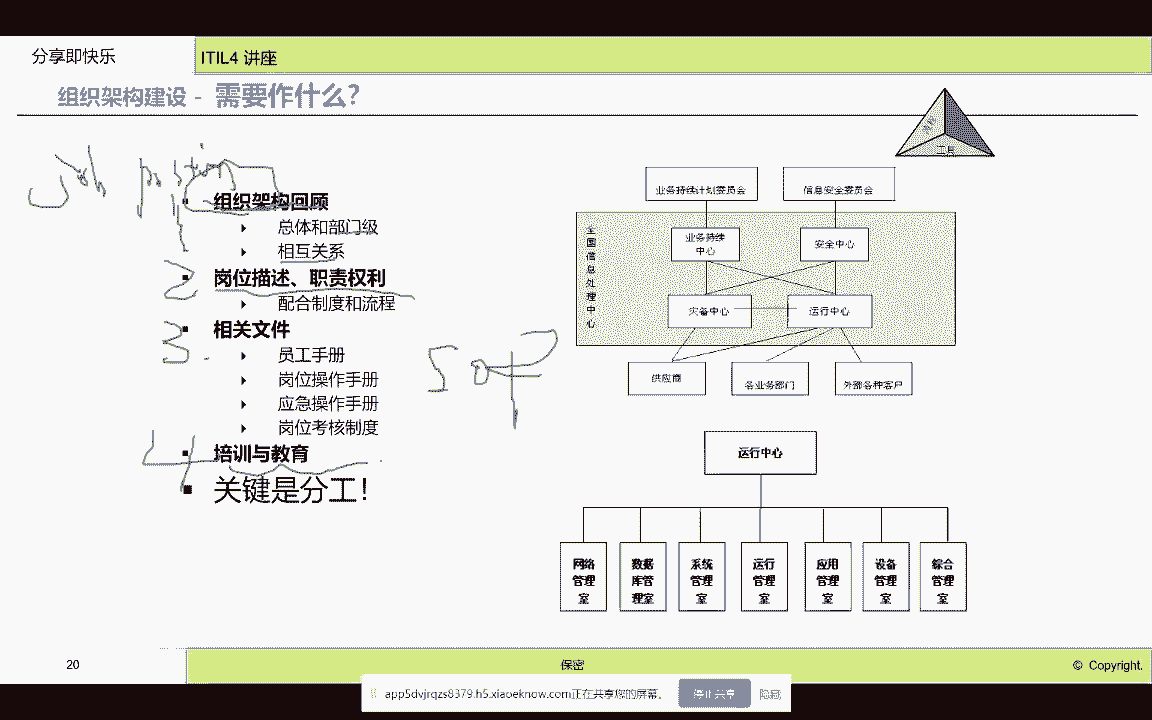 分享即快乐
ITIL4 讲座
组织架构建设 - 需要作什么?
工具
Job position
1
组织架构回顾
总体和部门级
相互关系
2
岗位描述、职责权利
配合制度和流程
3.
相关文件
员工手册
岗位操作手册
应急操作手册
岗位考核制度
sop
4
培训与教育
关键是分工!
业务持续计划委员会
信息安全委员会
全国信息处理中心
业务持续
中心
安全中心
灾备中心
运行中心
供应商
各业务部门
外部各种客户
运行中心
网络
管理
室
数据
库管
理室
系统
管理
室
运行
管理
室
应用
管理
室
设备
管理
室
综合
管理
室
20
保密
© Copyright.
app5dvjrqzs8379.h5.xiaoeknow.com正在共享您的屏幕。
停止共享
隐藏